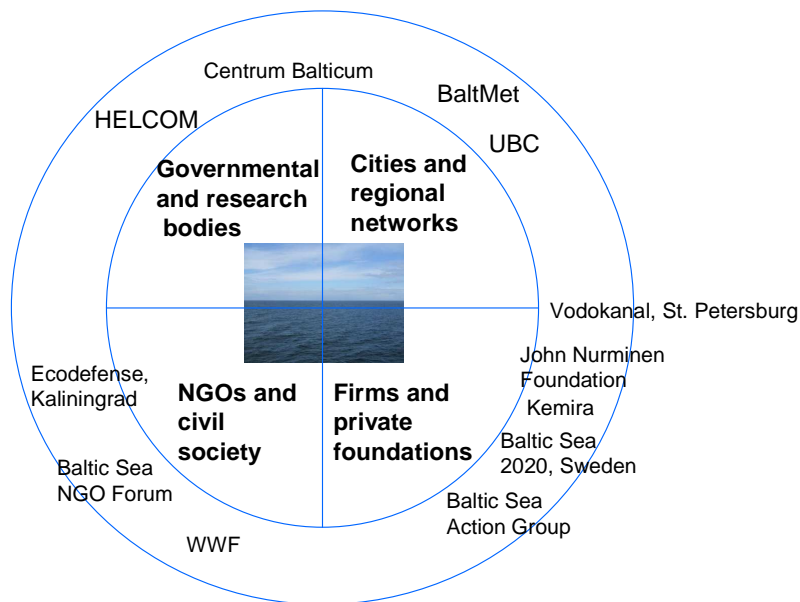 Centrum Balticum
BaltMet
HELCOM
UBC
Governmental
and research
bodies
Cities and
regional
networks
Vodokanal, St. Petersburg
John Nurminen
Foundation
Kemira
Ecodefense,
Kaliningrad
NGOs and
civil
society
Firms and
private
foundations
Baltic Sea
2020, Sweden
Baltic Sea
NGO Forum
Baltic Sea
Action Group
WWF